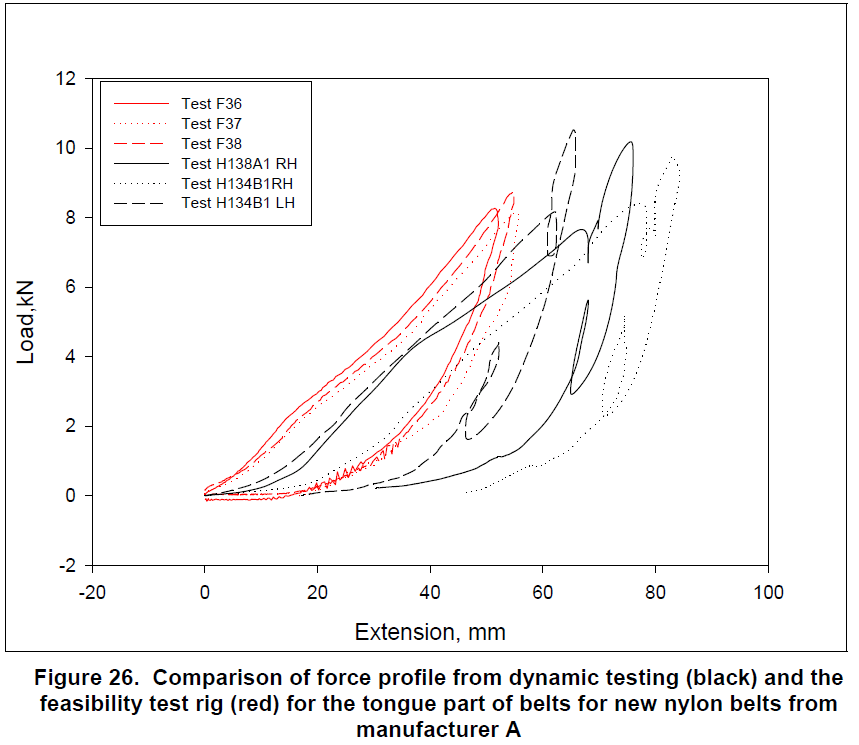 12
10
8
6
4
2
0
-2
-20
0
20
40
60
80
100
Load,kN
Extension, mm
Test F36
Test F37
Test F38
Test H138A1 RH
Test H134B1RH
Test H134B1 LH
Figure 26.  Comparison of force profile from dynamic testing (black) and the
feasibility test rig (red) for the tongue part of belts for new nylon belts from
manufacturer A